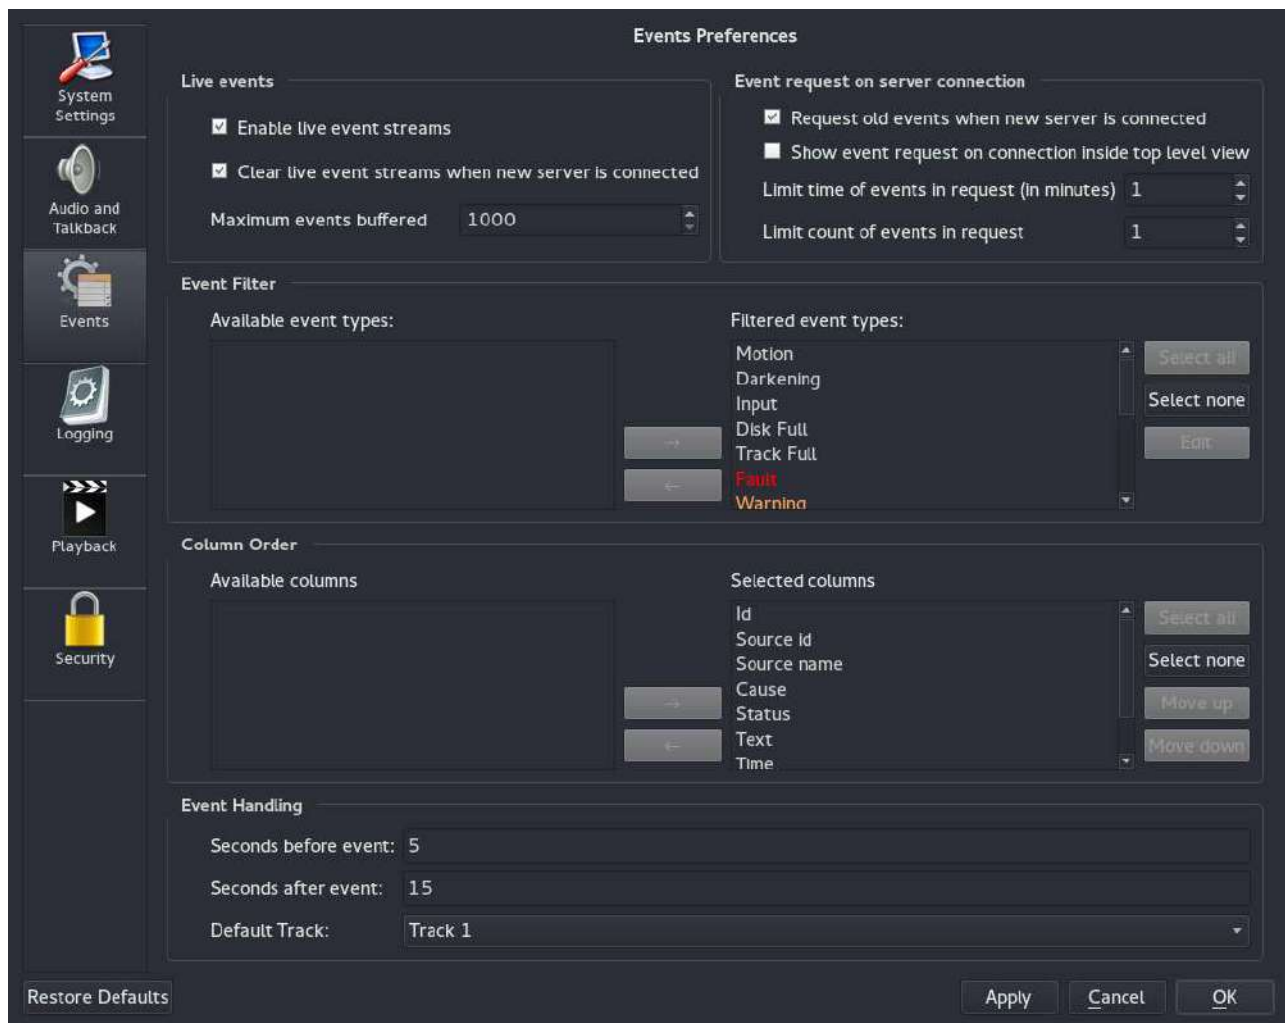 Events Preferences
System
Settings
Audio and
Talkback
Events
Logging
Playback
Security
Live events
Enable live event streams
Clear live event streams when new server is connected
Maximum events buffered 1000
Event request on server connection
Request old events when new server is connected
Show event request on connection inside top level view
Limit time of events in request (in minutes) 1
Limit count of events in request 1
Event Filter
Available event types:
→
←
Filtered event types:
Motion
Darkening
Input
Disk Full
Track Full
Fault
Warning
Select all
Select none
Edit
Column Order
Available columns
→
←
Selected columns
Id
Source id
Source name
Cause
Status
Text
Time
Select all
Select none
Move up
Move down
Event Handling
Seconds before event: 5
Seconds after event: 15
Default Track: Track 1
Restore Defaults
Apply
Cancel
OK